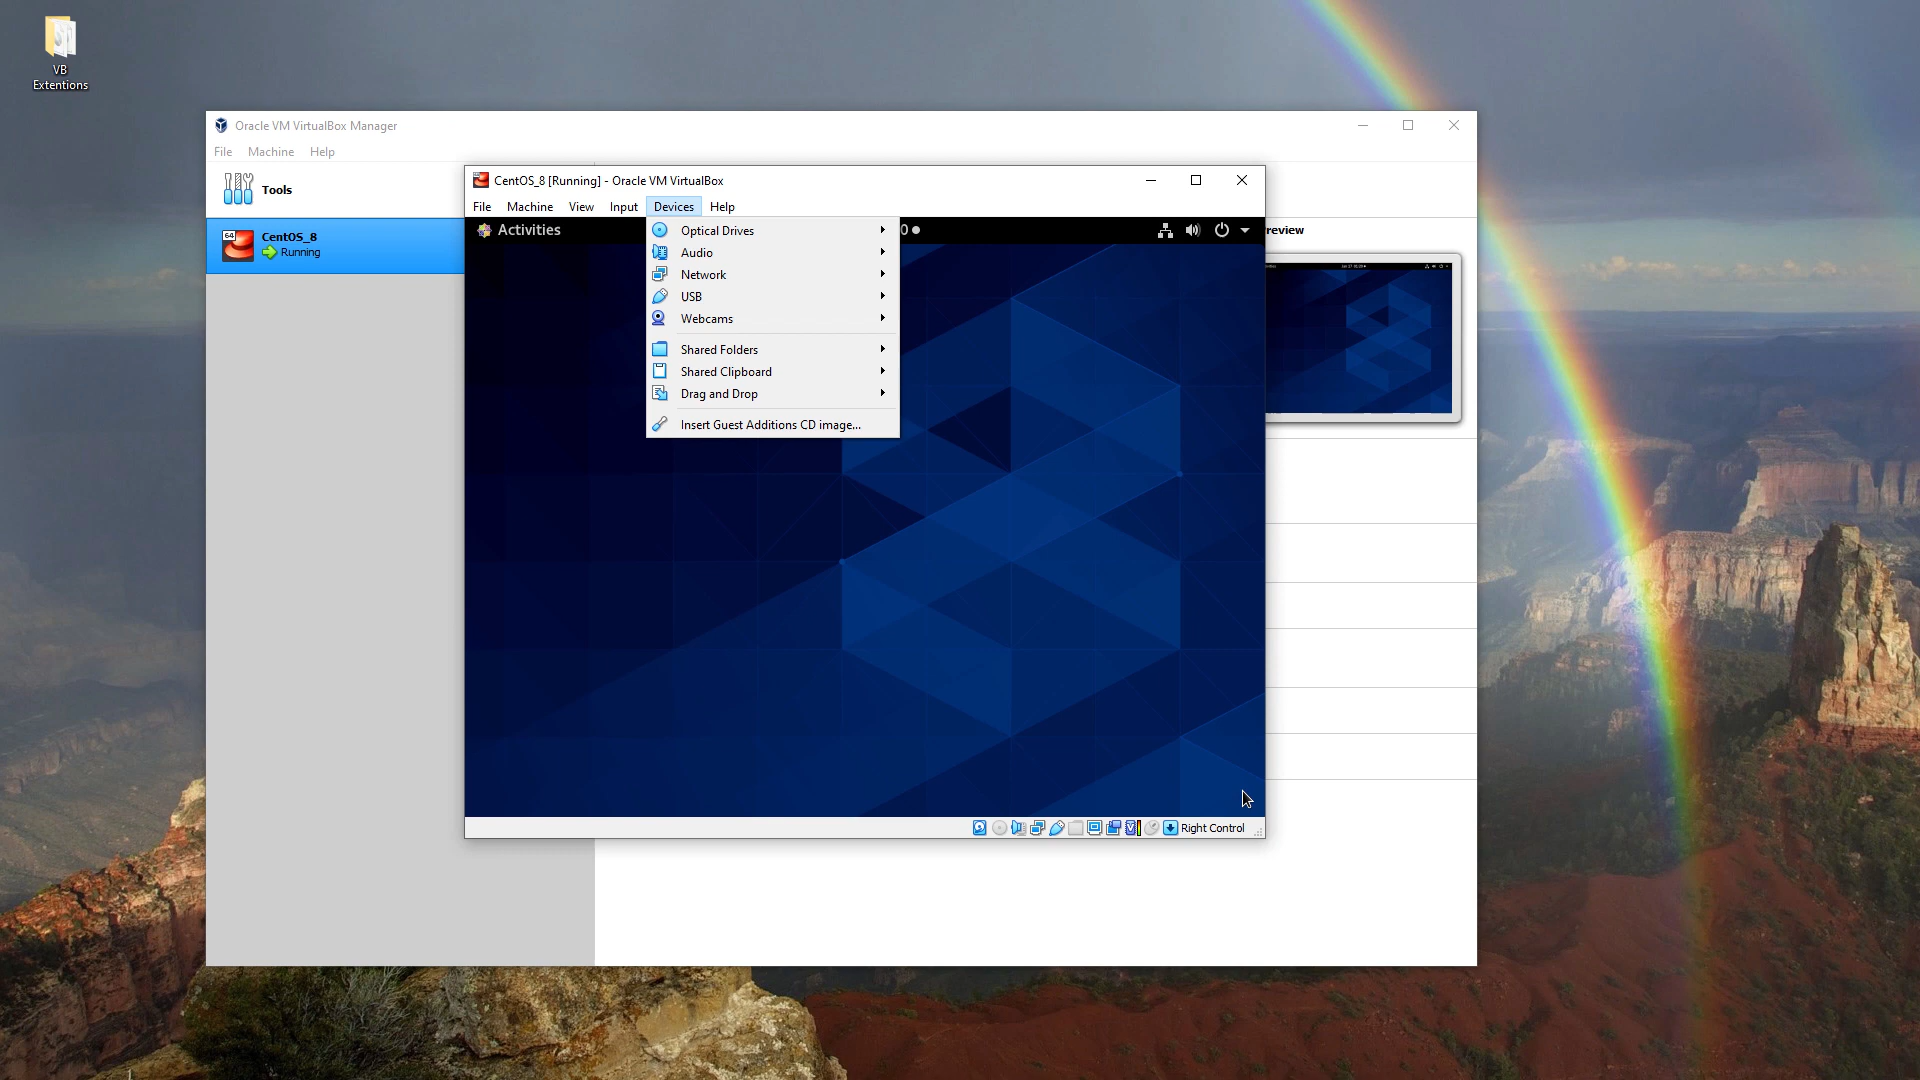 VB
Extentions
Oracle VM VirtualBox Manager
File Machine Help
Tools
64
CentOS_8
Running
CentOS_8 [Running] - Oracle VM VirtualBox
File Machine View Input Devices Help
Activities
0
Optical Drives
Audio
Network
USB
Webcams
Shared Folders
Shared Clipboard
Drag and Drop
Insert Guest Additions CD image...
review
Right Control